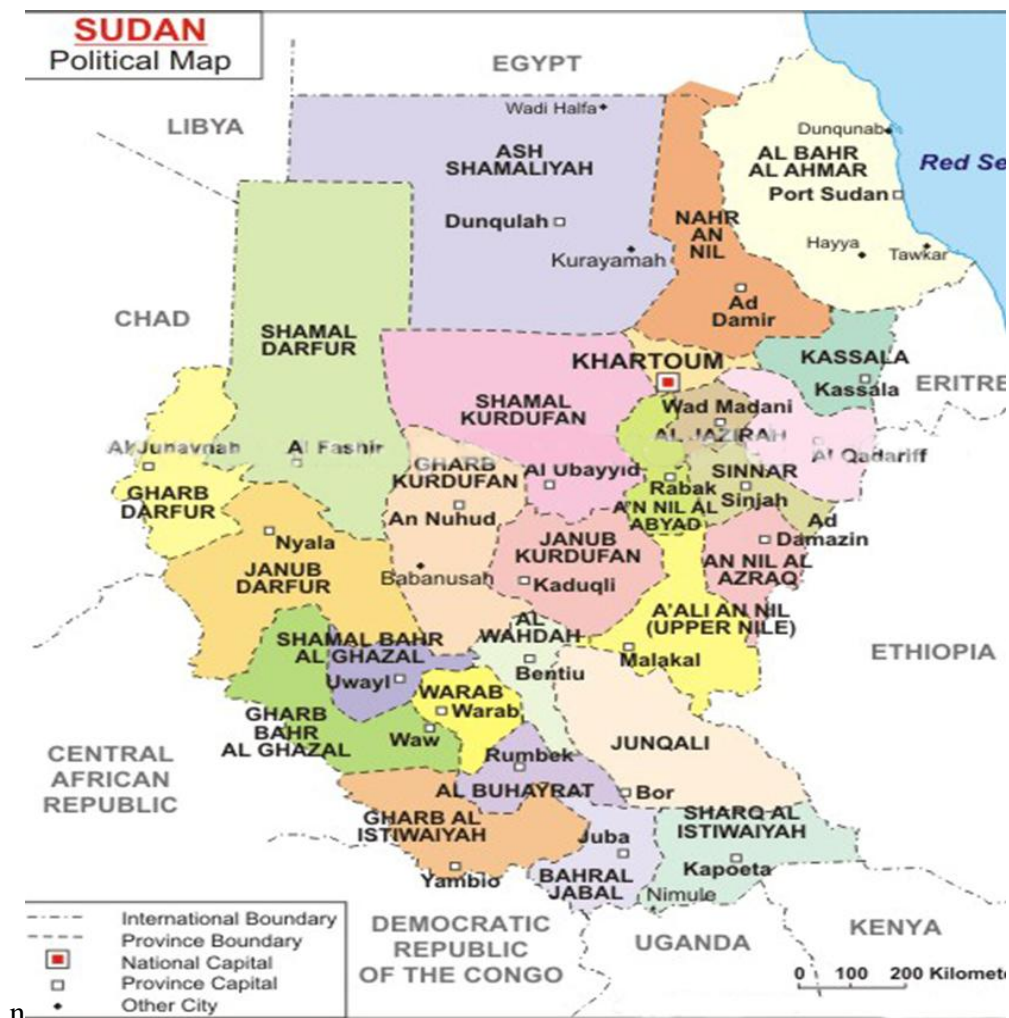 SUDAN
Political Map
EGYPT
LIBYA
Wadi Halfa
ASH
SHAMALIYAH
Dunqulah
Kurayamah
NAHR
AN
NIL
Ad
Damir
Dunqunab
AL BAHR
AL AHMAR
Port Sudan
Red Se
Hayya
Tawkar
CHAD
SHAMAL
DARFUR
KHARTOUM
KASSALA
Kassala
ERITRE
SHAMAL
KURDUFAN
Wad Madani
AL JAZIRAH
Al Qadariff
Al Fashir
GHARB
DARFUR
GHARB
KURDUFAN
Al Ubayyid
An Nuhud
SINNAR
Rabak
Sinjah
A'N NIL AL
ABYAD
Ad
Damazin
Nyala
JANUB
DARFUR
JANUB
KURDUFAN
Kaduqli
Babanusah
AN NIL AL
AZRAQ
A'ALI AN NIL
(UPPER NILE)
AL
WAHDAH
SHAMAL BAHR
AL GHAZAL
Uwayl
Bentiu
Malakal
ETHIOPIA
WARAB
Warab
GHARB
BAHR
AL GHAZAL
Waw
JUNQALI
Rumbek
AL BUHAYRAT
Bor
CENTRAL
AFRICAN
REPUBLIC
GHARB AL
ISTIWAIYAH
SHARQ AL
ISTIWAIYAH
Juba
Kapoeta
Yambio
BAHRAL
JABAL
Nimule
DEMOCRATIC
REPUBLIC
OF THE CONGO
UGANDA
KENYA
International Boundary
Province Boundary
National Capital
Province Capital
Other City
0 100 200 Kilomete
n